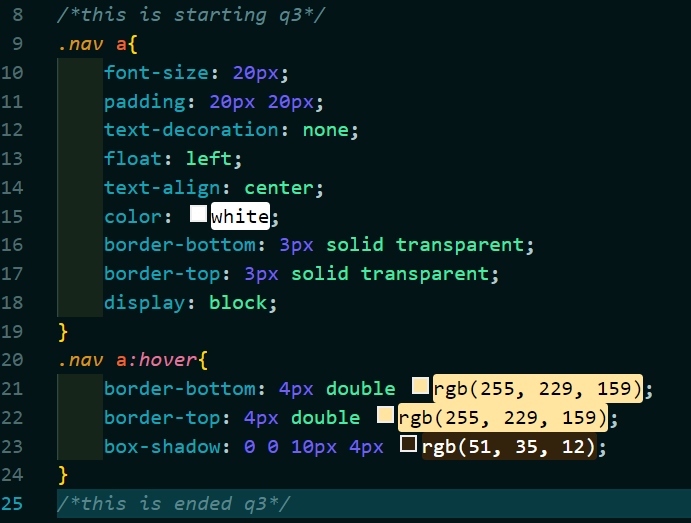 8 /*this is starting q3*/
9 .nav a{
10 font-size: 20px;
11 padding: 20px 20px;
12 text-decoration: none;
13 float: left;
14 text-align: center;
15 color: white;
16 border-bottom: 3px solid transparent;
17 border-top: 3px solid transparent;
18 display: block;
19 }
20 .nav a:hover{
21 border-bottom: 4px double rgb(255, 229, 159);
22 border-top: 4px double rgb(255, 229, 159);
23 box-shadow: 0 0 10px 4px rgb(51, 35, 12);
24 }
25 /*this is ended q3*/